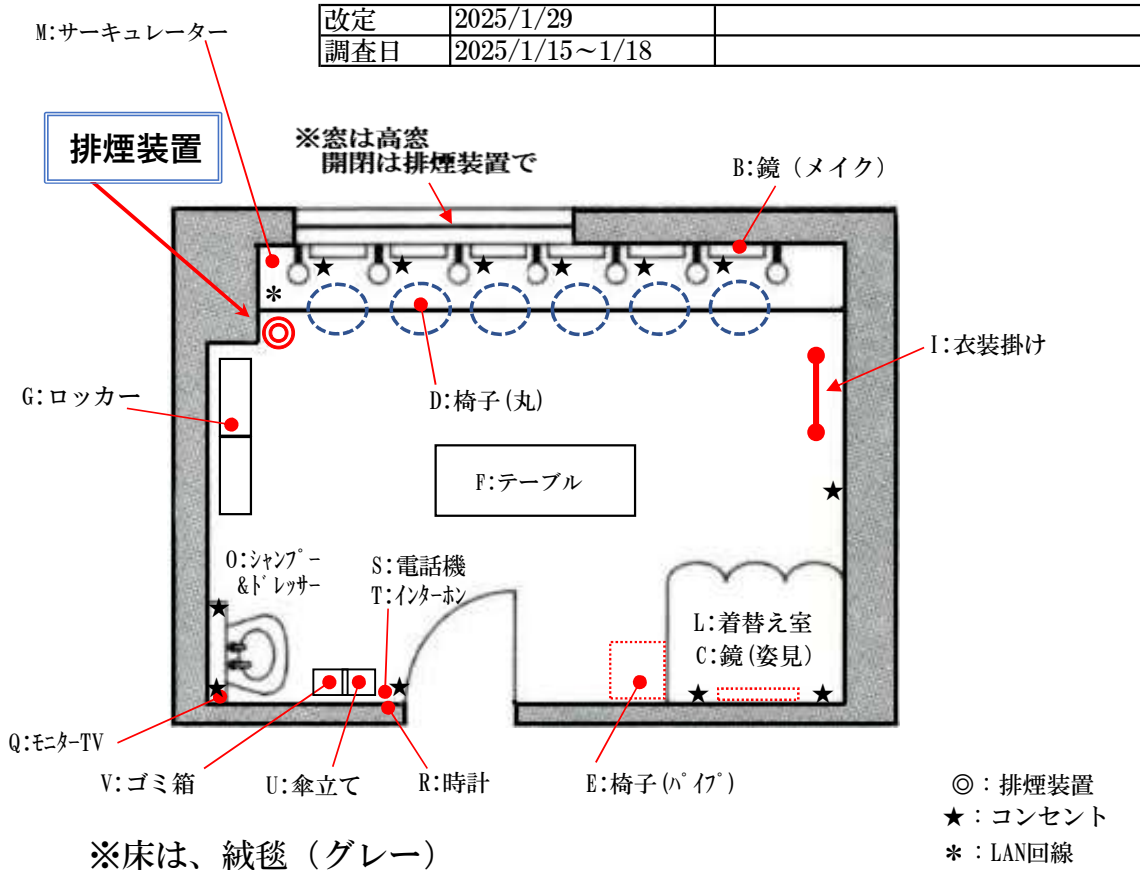 改定 2025/1/29
調査日 2025/1/15～1/18
M:サーキュレーター
排煙装置
※窓は高窓
開閉は排煙装置で
B:鏡（メイク）
★ ★ ★ ★ ★ ★
*
◎
I:衣装掛け
G:ロッカー
D:椅子(丸)
F:テーブル
★
O:シャンプー
&ドレッサー
S:電話機
T:インターホン
★
L:着替え室
C:鏡(姿見)
★ ★ ★ ★
Q:モニターTV
V:ゴミ箱
U:傘立て
R:時計
E:椅子(パイプ)
◎：排煙装置
★：コンセント
*：LAN回線
※床は、絨毯（グレー）